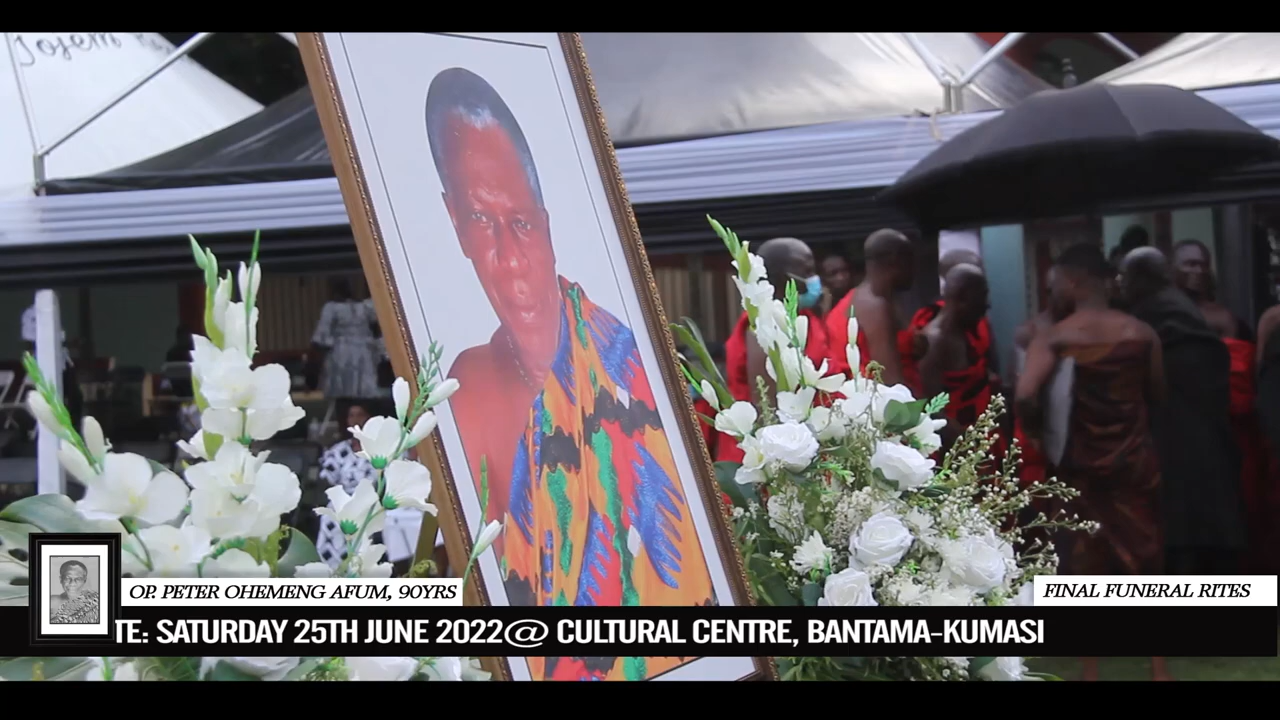 OP. PETER OHEMENG AFUM, 90YRS
FINAL FUNERAL RITES
TE: SATURDAY 25TH JUNE 2022@ CULTURAL CENTRE, BANTAMA-KUMASI